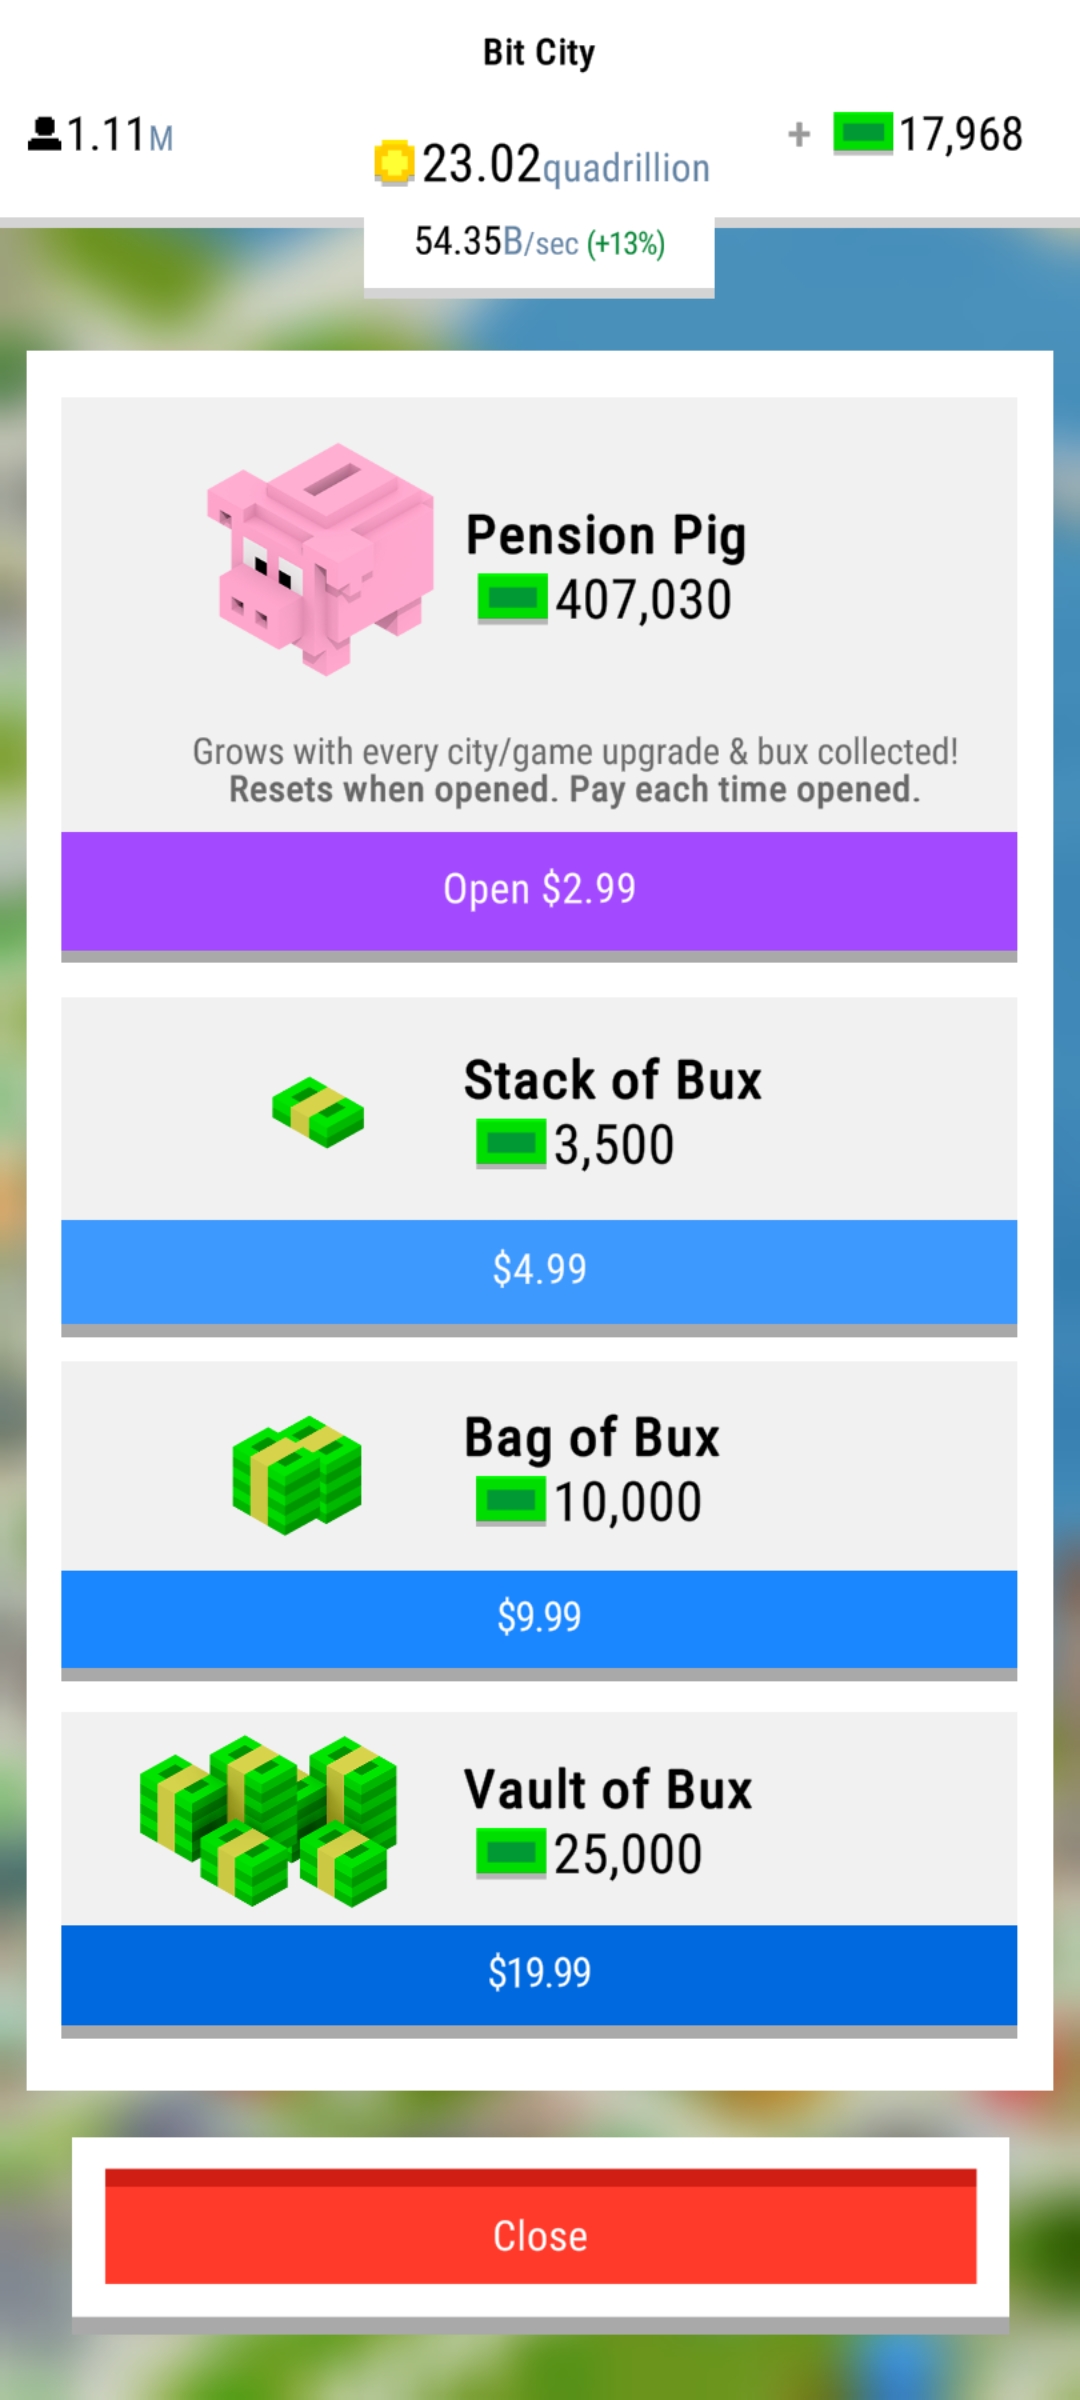 Bit City
1.11M
23.02quadrillion
+ 17,968
54.35B/sec (+13%)
Pension Pig
407,030
Grows with every city/game upgrade & bux collected!
Resets when opened. Pay each time opened.
Open $2.99
Stack of Bux
3,500
$4.99
Bag of Bux
10,000
$9.99
Vault of Bux
25,000
$19.99
Close